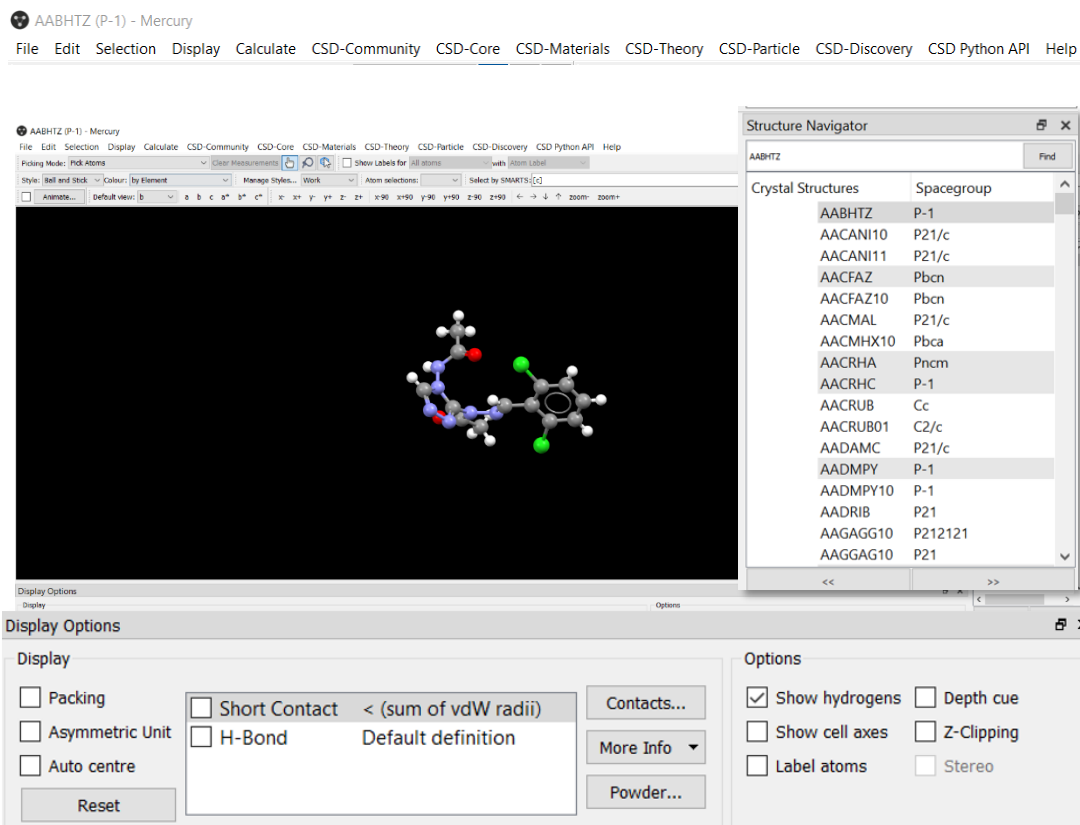 AABHTZ (P-1) - Mercury
File Edit Selection Display Calculate CSD-Community CSD-Core CSD-Materials CSD-Theory CSD-Particle CSD-Discovery CSD Python API Help
AABHTZ (P-1) - Mercury
File Edit Selection Display Calculate CSD-Community CSD-Core CSD-Materials CSD-Theory CSD-Particle CSD-Discovery CSD Python API Help
Picking Mode: Pick Atoms Clear Measurements Show Labels for All atoms with Atom Label
Style: Ball and Stick Colour: by Element Manage Styles... Work Atom selections: Select by SMARTS: [c]
Animate... Default view: b a b c a* b* c* x- x+ y- y+ z- z+ x-90 x+90 y-90 y+90 z-90 z+90 ← → ↓ ↑ zoom- zoom+
Structure Navigator
AABHTZ Find
Crystal Structures Spacegroup
AABHTZ P-1
AACANI10 P21/c
AACANI11 P21/c
AACFAZ Pbcn
AACFAZ10 Pbcn
AACMAL P21/c
AACMHX10 Pbca
AACRHA Pncm
AACRHC P-1
AACRUB Cc
AACRUB01 C2/c
AADAMC P21/c
AADMPY P-1
AADMPY10 P-1
AADRIB P21
AAGAGG10 P212121
AAGGAG10 P21
<< >>
Display Options
Display Options
Display Options
Display Options
Packing Short Contact < (sum of vdW radii) Contacts... Show hydrogens Depth cue
Asymmetric Unit H-Bond Default definition More Info Show cell axes Z-Clipping
Auto centre Label atoms Stereo
Reset Powder...